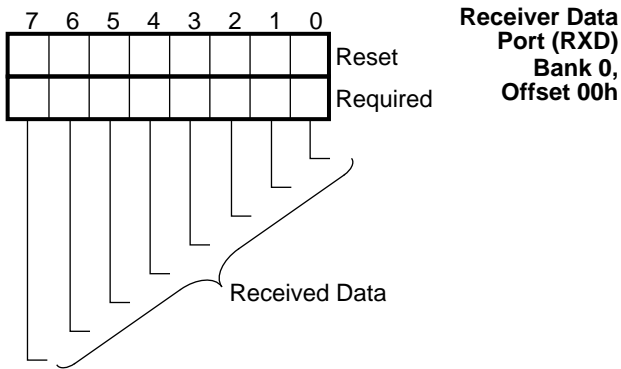 7 6 5 4 3 2 1 0
Reset
Required
Receiver Data
Port (RXD)
Bank 0,
Offset 00h
Received Data